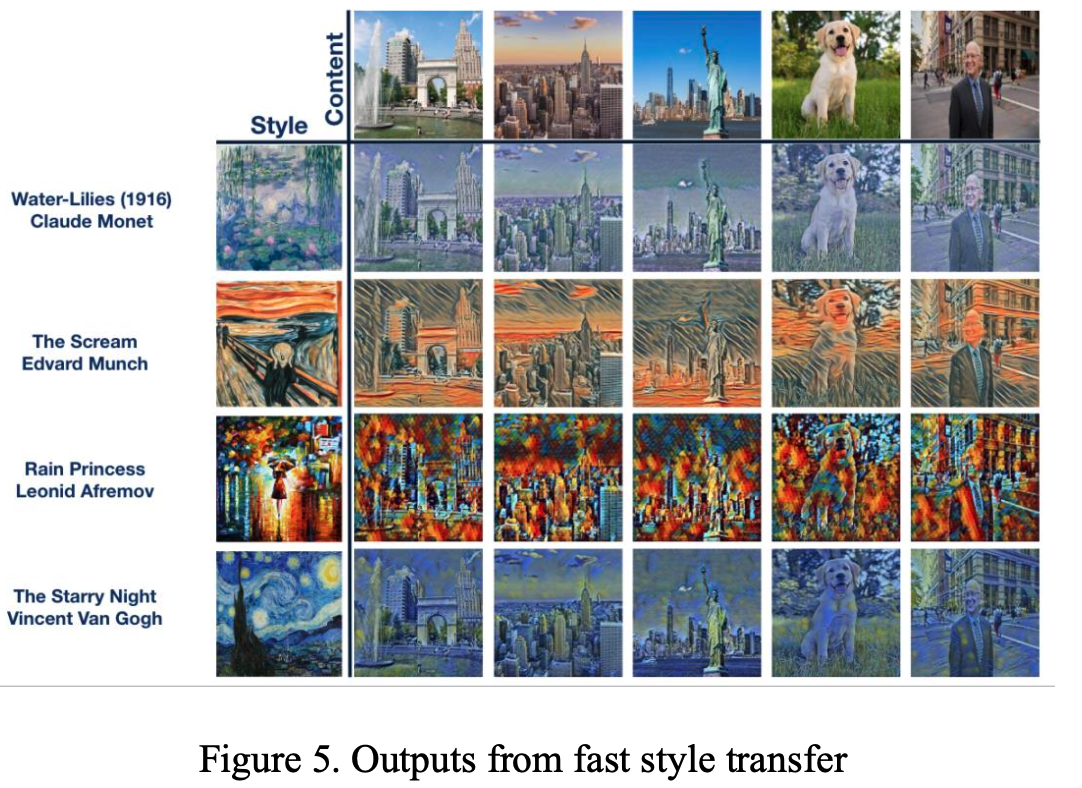 Content
Style
Water-Lilies (1916)
Claude Monet
The Scream
Edvard Munch
Rain Princess
Leonid Afremov
The Starry Night
Vincent Van Gogh
Figure 5. Outputs from fast style transfer